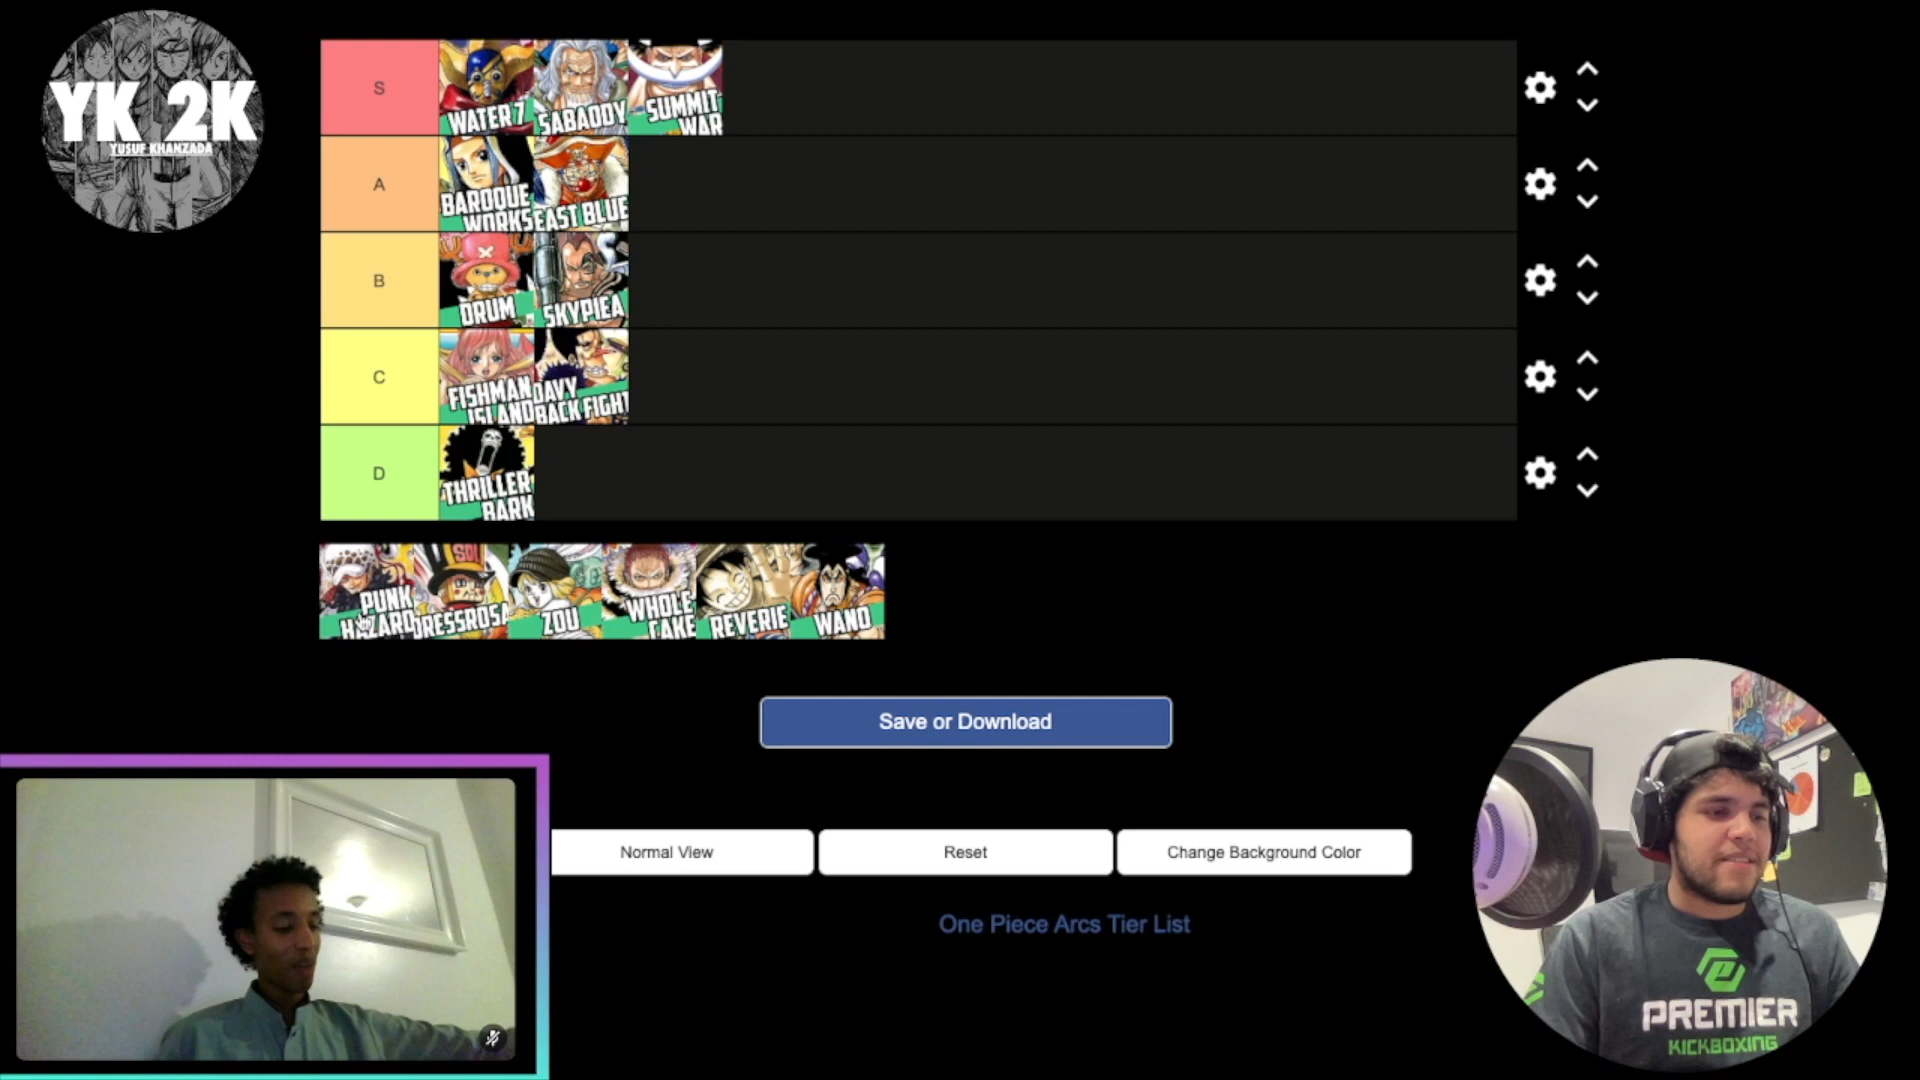 YK 2K
YUSUF KHANZADA
S
WATER 7
SABAODY
SUMMIT
WAR
A
BAROQUE
WORKS
EAST BLUE
B
DRUM
SKYPIEA
C
FISHMAN
ISLAND
DAVY
BACK FIGHT
D
THRILLER
BARK
PUNK
HAZARD
DRESSROSA
ZOU
WHOLE
CAKE
REVERIE
WANO
Save or Download
Normal View
Reset
Change Background Color
One Piece Arcs Tier List
PREMIER
KICKBOXING